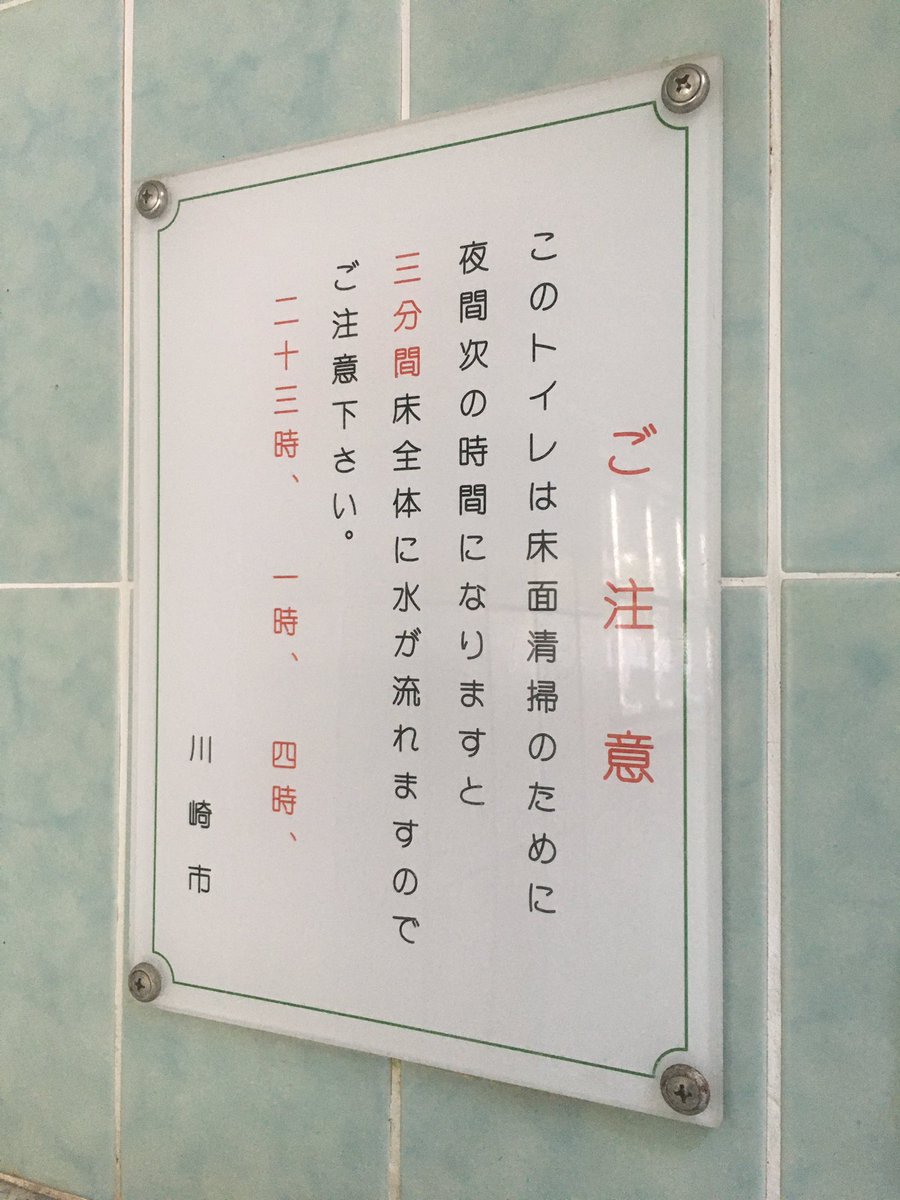 ご注意
このトイレは床面清掃のために
夜間次の時間になりますと
三分間床全体に水が流れますので
ご注意下さい。
二十三時、一時、四時、
川崎市